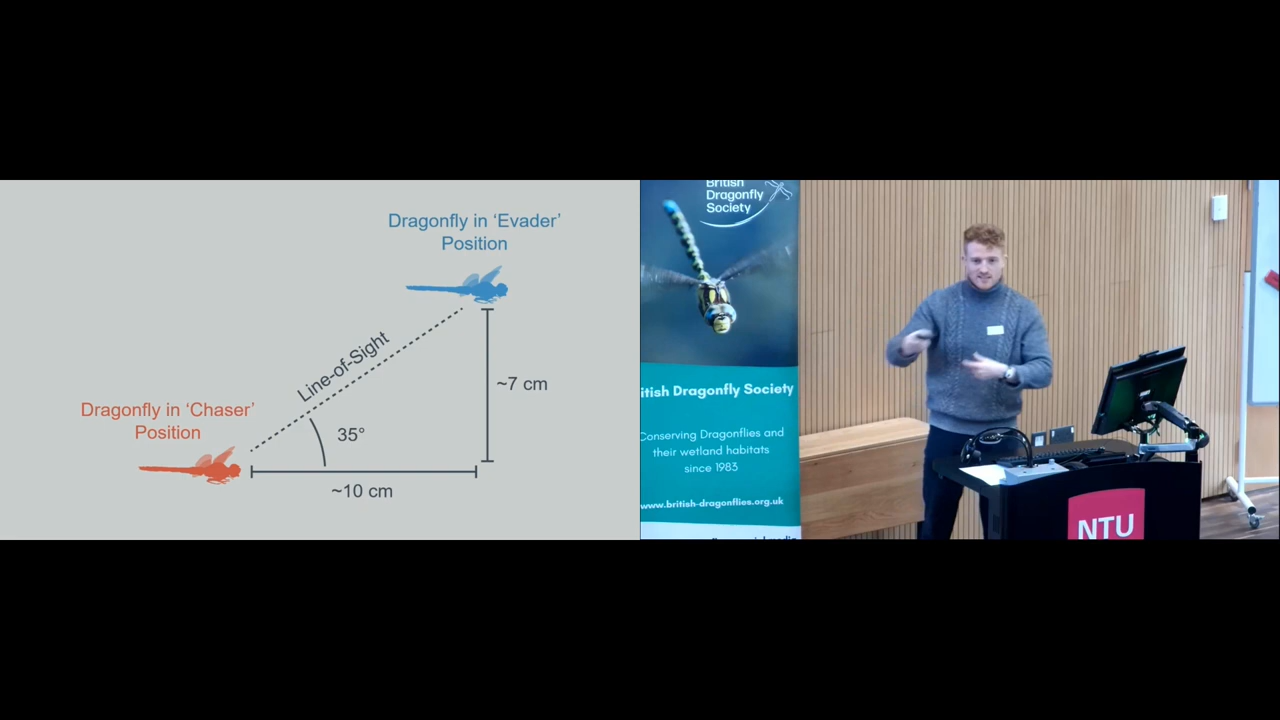 Dragonfly in ‘Evader’
Position
Line-of-Sight
~7 cm
Dragonfly in ‘Chaser’
Position
35°
~10 cm
British
Dragonfly
Society
itish Dragonfly Society
Conserving Dragonflies and
their wetland habitats
since 1983
www.british-dragonflies.org.uk
NTU